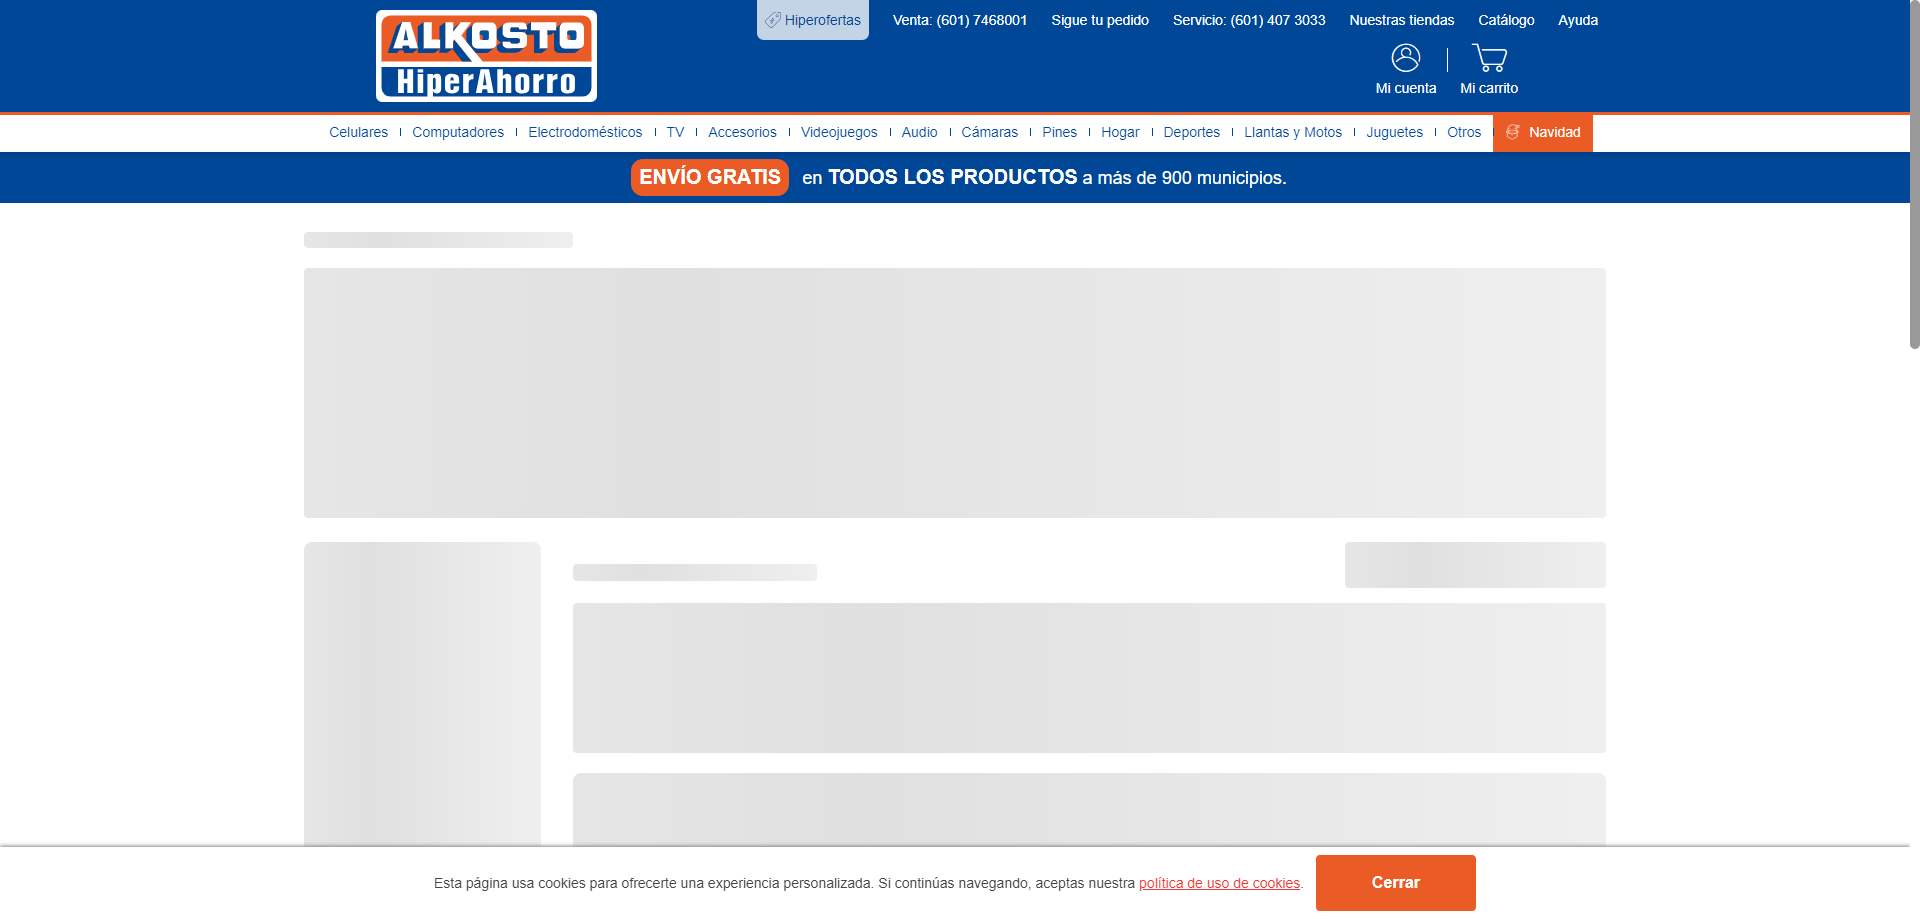 ALKOSTO
HiperAhorro
Hiperofertas
Venta: (601) 7468001
Sigue tu pedido
Servicio: (601) 407 3033
Nuestras tiendas
Catálogo
Ayuda
Mi cuenta
Mi carrito
Celulares
Computadores
Electrodomésticos
TV
Accesorios
Videojuegos
Audio
Cámaras
Pines
Hogar
Deportes
Llantas y Motos
Juguetes
Otros
Navidad
ENVÍO GRATIS en TODOS LOS PRODUCTOS a más de 900 municipios.
Esta página usa cookies para ofrecerte una experiencia personalizada. Si continúas navegando, aceptas nuestra política de uso de cookies.
Cerrar